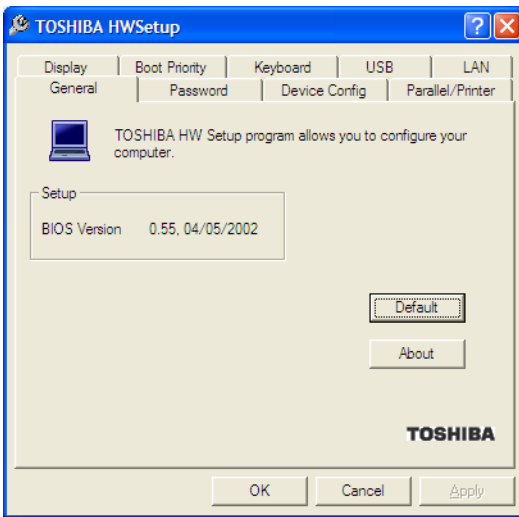 TOSHIBA HWSetup
Display Boot Priority Keyboard USB LAN
General Password Device Config Parallel/Printer
TOSHIBA HW Setup program allows you to configure your
computer.
Setup
BIOS Version 0.55, 04/05/2002
Default
About
TOSHIBA
OK Cancel Apply